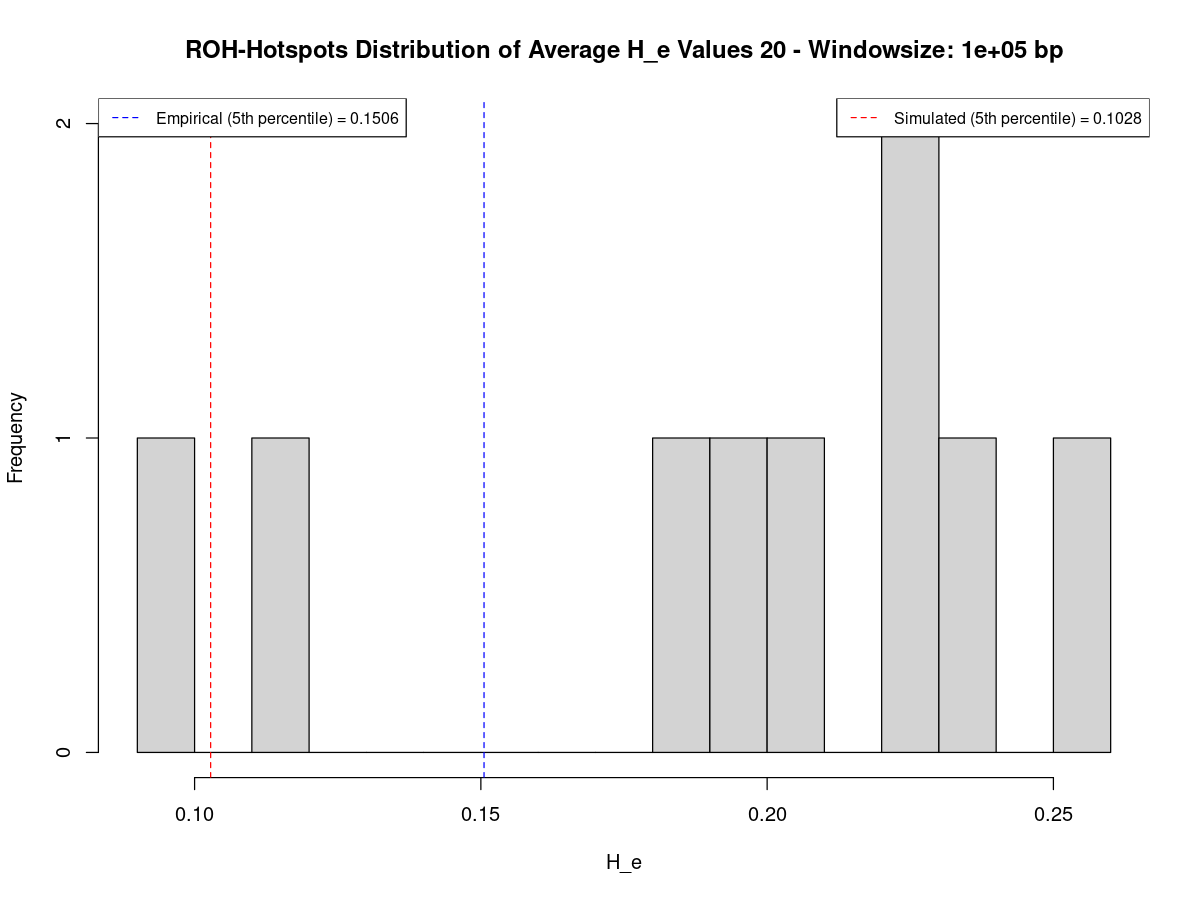 ROH-Hotspots Distribution of Average H_e Values 20 - Windowsize: 1e+05 bp
Empirical (5th percentile) = 0.1506
Simulated (5th percentile) = 0.1028
2
1
0
Frequency
0.10 0.15 0.20 0.25
H_e